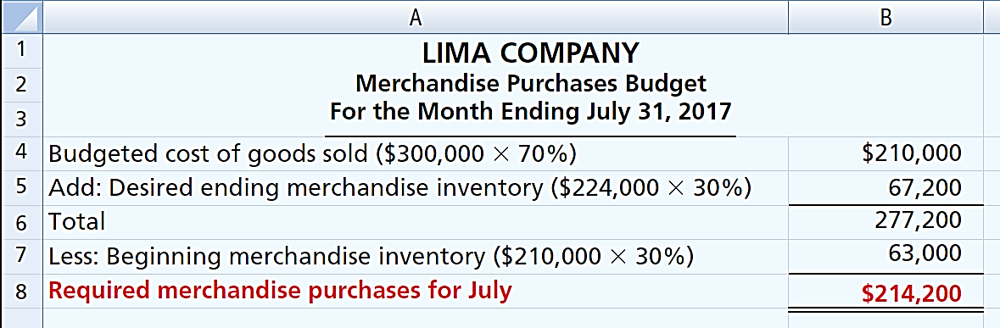 A B
1 LIMA COMPANY
2 Merchandise Purchases Budget
3 For the Month Ending July 31, 2017
4 Budgeted cost of goods sold ($300,000 × 70%) $210,000
5 Add: Desired ending merchandise inventory ($224,000 × 30%) 67,200
6 Total 277,200
7 Less: Beginning merchandise inventory ($210,000 × 30%) 63,000
8 Required merchandise purchases for July $214,200